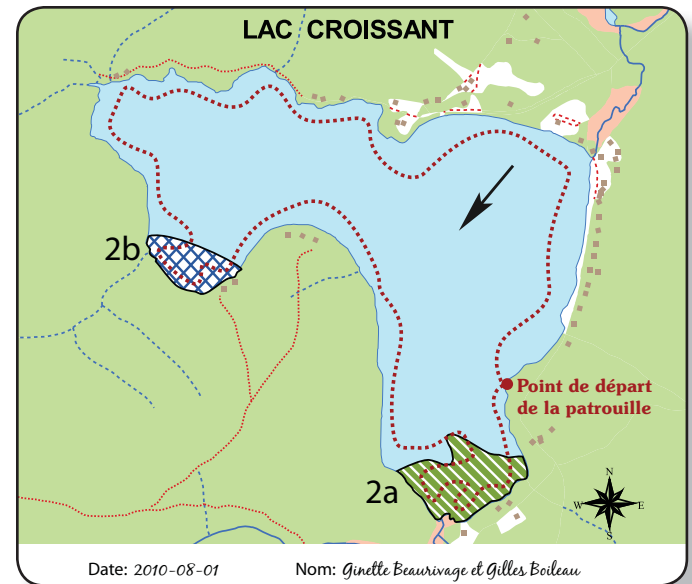 LAC CROISSANT
2b
Point de départ
de la patrouille
2a
N
W E
S
Date: 2010-08-01 Nom: Ginette Beaurivage et Gilles Boileau